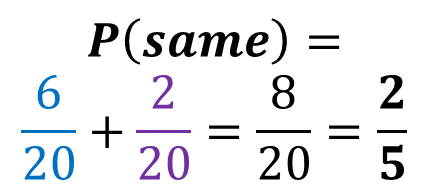 P(same) =
6/20 + 2/20 = 8/20 = 2/5